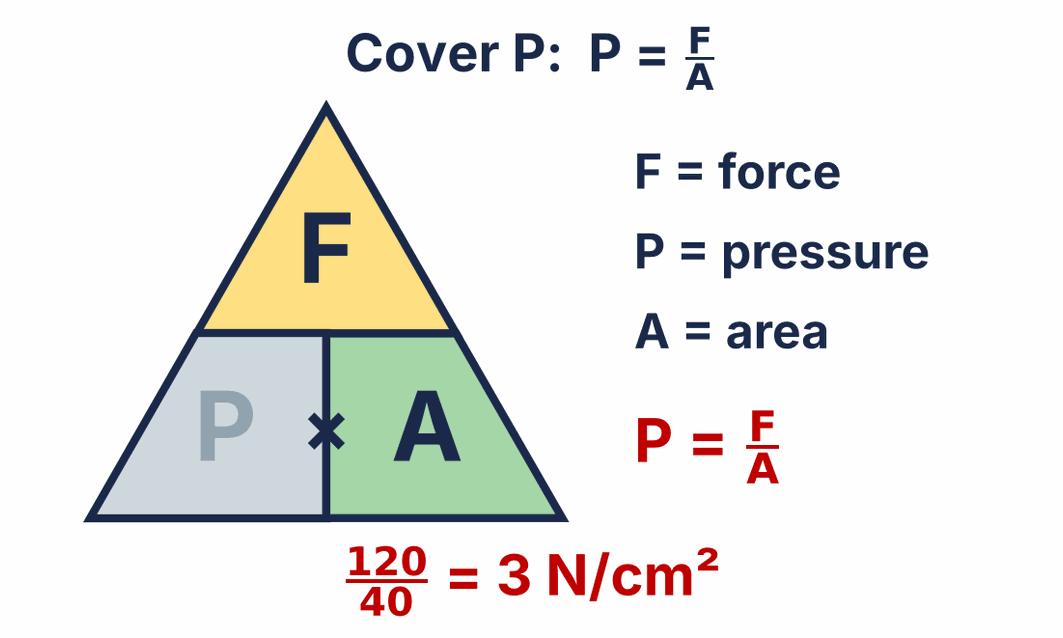 Cover P: P = F/A
F
F = force
P = pressure
A = area
P × A
P = F/A
120/40 = 3 N/cm²